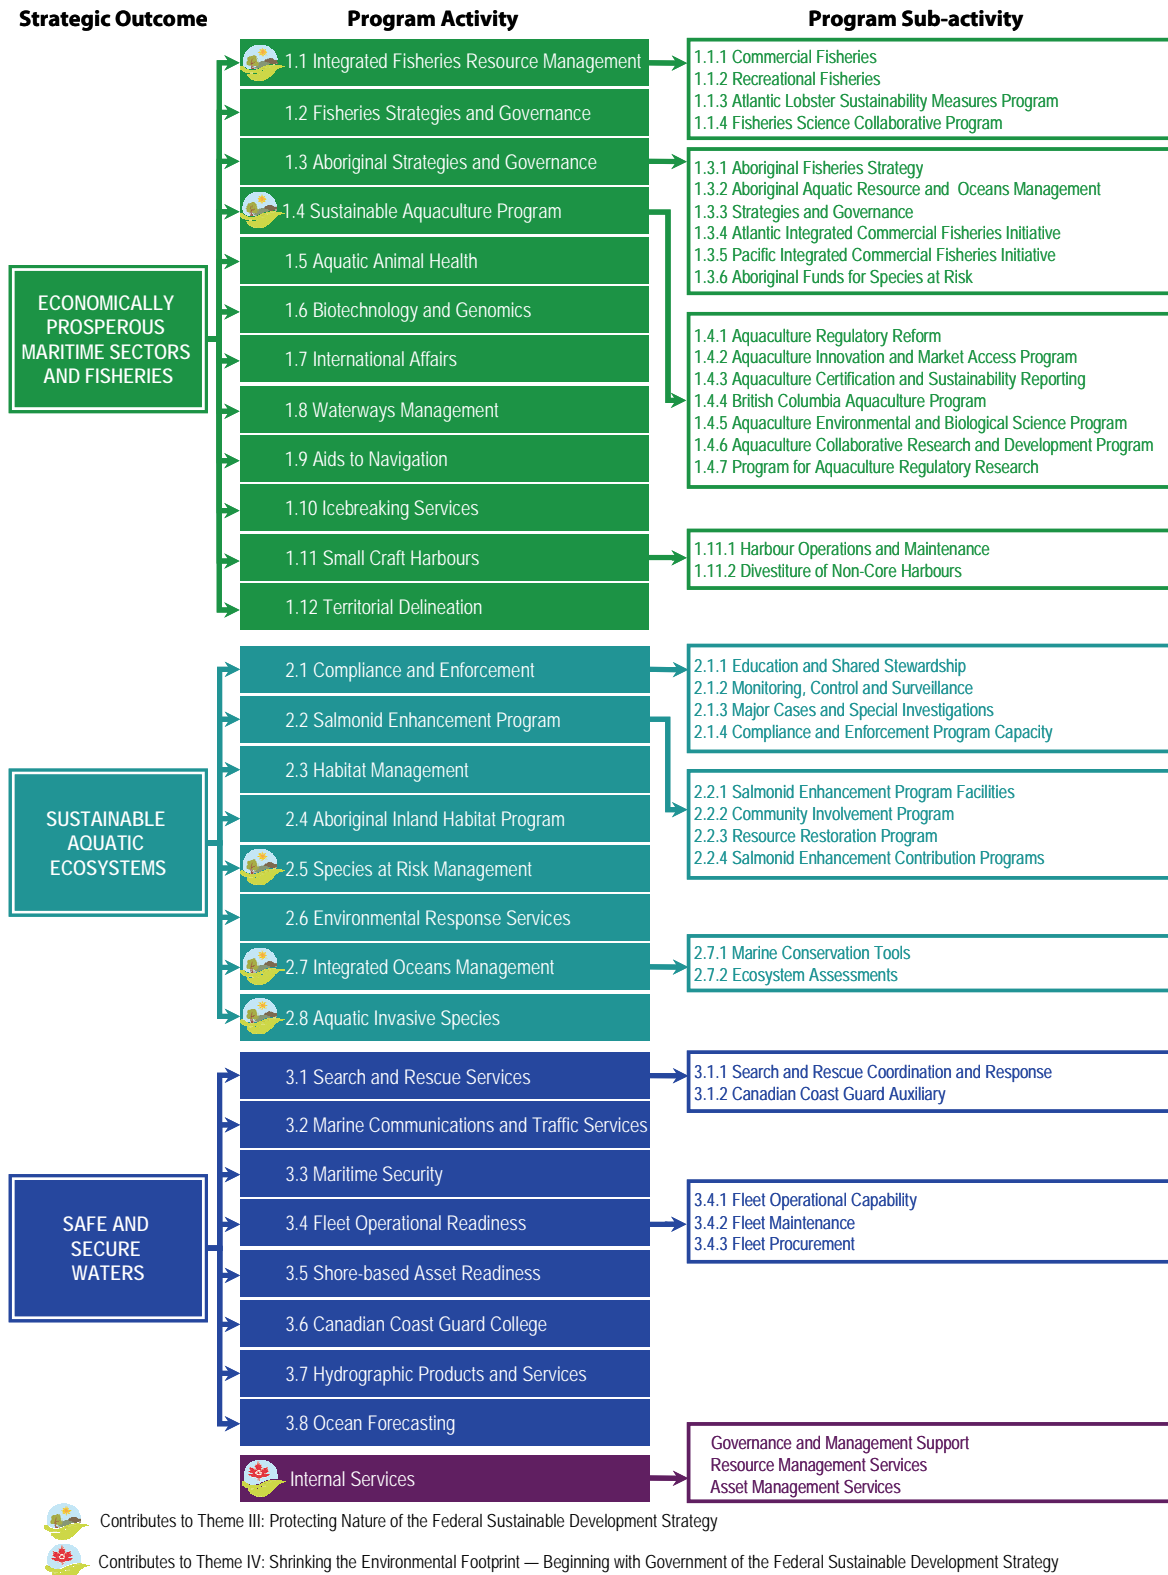 Strategic Outcome
Program Activity
Program Sub-activity
ECONOMICALLY
PROSPEROUS
MARITIME SECTORS
AND FISHERIES
1.1 Integrated Fisheries Resource Management
1.2 Fisheries Strategies and Governance
1.3 Aboriginal Strategies and Governance
1.4 Sustainable Aquaculture Program
1.5 Aquatic Animal Health
1.6 Biotechnology and Genomics
1.7 International Affairs
1.8 Waterways Management
1.9 Aids to Navigation
1.10 Icebreaking Services
1.11 Small Craft Harbours
1.12 Territorial Delineation
1.1.1 Commercial Fisheries
1.1.2 Recreational Fisheries
1.1.3 Atlantic Lobster Sustainability Measures Program
1.1.4 Fisheries Science Collaborative Program
1.3.1 Aboriginal Fisheries Strategy
1.3.2 Aboriginal Aquatic Resource and Oceans Management
1.3.3 Strategies and Governance
1.3.4 Atlantic Integrated Commercial Fisheries Initiative
1.3.5 Pacific Integrated Commercial Fisheries Initiative
1.3.6 Aboriginal Funds for Species at Risk
1.4.1 Aquaculture Regulatory Reform
1.4.2 Aquaculture Innovation and Market Access Program
1.4.3 Aquaculture Certification and Sustainability Reporting
1.4.4 British Columbia Aquaculture Program
1.4.5 Aquaculture Environmental and Biological Science Program
1.4.6 Aquaculture Collaborative Research and Development Program
1.4.7 Program for Aquaculture Regulatory Research
1.11.1 Harbour Operations and Maintenance
1.11.2 Divestiture of Non-Core Harbours
SUSTAINABLE
AQUATIC
ECOSYSTEMS
2.1 Compliance and Enforcement
2.2 Salmonid Enhancement Program
2.3 Habitat Management
2.4 Aboriginal Inland Habitat Program
2.5 Species at Risk Management
2.6 Environmental Response Services
2.7 Integrated Oceans Management
2.8 Aquatic Invasive Species
2.1.1 Education and Shared Stewardship
2.1.2 Monitoring, Control and Surveillance
2.1.3 Major Cases and Special Investigations
2.1.4 Compliance and Enforcement Program Capacity
2.2.1 Salmonid Enhancement Program Facilities
2.2.2 Community Involvement Program
2.2.3 Resource Restoration Program
2.2.4 Salmonid Enhancement Contribution Programs
2.7.1 Marine Conservation Tools
2.7.2 Ecosystem Assessments
SAFE AND
SECURE
WATERS
3.1 Search and Rescue Services
3.2 Marine Communications and Traffic Services
3.3 Maritime Security
3.4 Fleet Operational Readiness
3.5 Shore-based Asset Readiness
3.6 Canadian Coast Guard College
3.7 Hydrographic Products and Services
3.8 Ocean Forecasting
3.1.1 Search and Rescue Coordination and Response
3.1.2 Canadian Coast Guard Auxiliary
3.4.1 Fleet Operational Capability
3.4.2 Fleet Maintenance
3.4.3 Fleet Procurement
Internal Services
Governance and Management Support
Resource Management Services
Asset Management Services
Contributes to Theme III: Protecting Nature of the Federal Sustainable Development Strategy
Contributes to Theme IV: Shrinking the Environmental Footprint — Beginning with Government of the Federal Sustainable Development Strategy